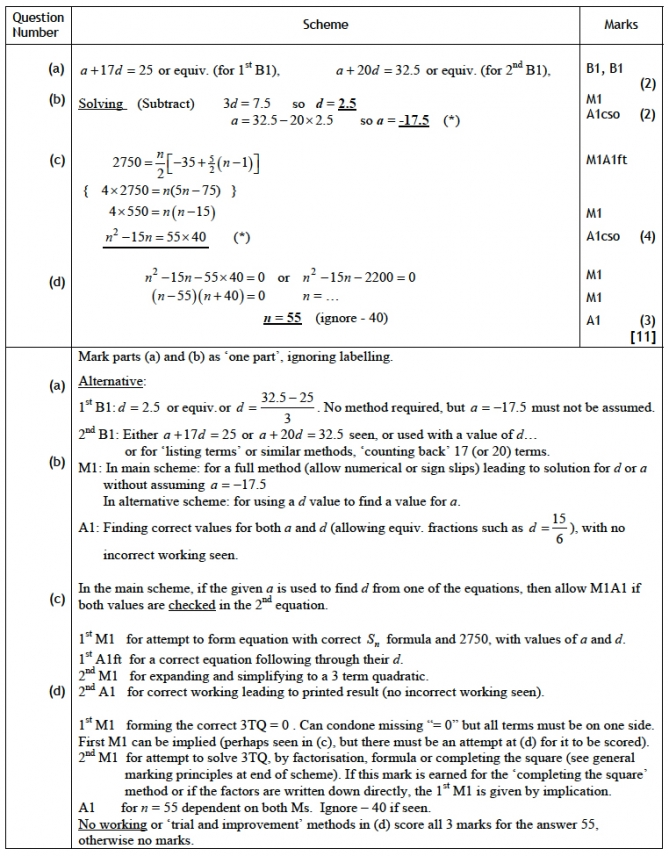 Question Number Scheme Marks
(a) a + 17d = 25 or equiv. (for 1st B1), a + 20d = 32.5 or equiv. (for 2nd B1), B1, B1
(2)
(b) Solving (Subtract) 3d = 7.5 so d = 2.5 M1
a = 32.5 − 20 × 2.5 so a = -17.5 (*) A1cso (2)
(c) 2750 = n/2 [−35 + 5/2 (n − 1)] M1A1ft
{ 4 × 2750 = n(5n − 75) }
4 × 550 = n(n − 15) M1
n² − 15n = 55 × 40 (*) A1cso (4)
(d) n² − 15n − 55 × 40 = 0 or n² − 15n − 2200 = 0 M1
(n − 55)(n + 40) = 0 n = ... M1
n = 55 (ignore - 40) A1 (3)
[11]
Mark parts (a) and (b) as ‘one part’, ignoring labelling.
(a) Alternative:
1st B1: d = 2.5 or equiv. or d = (32.5 − 25)/3. No method required, but a = −17.5 must not be assumed.
2nd B1: Either a + 17d = 25 or a + 20d = 32.5 seen, or used with a value of d…
or for ‘listing terms’ or similar methods, ‘counting back’ 17 (or 20) terms.
(b) M1: In main scheme: for a full method (allow numerical or sign slips) leading to solution for d or a
without assuming a = −17.5
In alternative scheme: for using a d value to find a value for a.
A1: Finding correct values for both a and d (allowing equiv. fractions such as d = 15/6), with no
incorrect working seen.
In the main scheme, if the given a is used to find d from one of the equations, then allow M1A1 if
(c) both values are checked in the 2nd equation.
1st M1 for attempt to form equation with correct Sn formula and 2750, with values of a and d.
1st A1ft for a correct equation following through their d.
2nd M1 for expanding and simplifying to a 3 term quadratic.
(d) 2nd A1 for correct working leading to printed result (no incorrect working seen).
1st M1 forming the correct 3TQ = 0 . Can condone missing “= 0” but all terms must be on one side.
First M1 can be implied (perhaps seen in (c), but there must be an attempt at (d) for it to be scored).
2nd M1 for attempt to solve 3TQ, by factorisation, formula or completing the square (see general
marking principles at end of scheme). If this mark is earned for the ‘completing the square’
method or if the factors are written down directly, the 1st M1 is given by implication.
A1 for n = 55 dependent on both Ms. Ignore – 40 if seen.
No working or ‘trial and improvement’ methods in (d) score all 3 marks for the answer 55,
otherwise no marks.